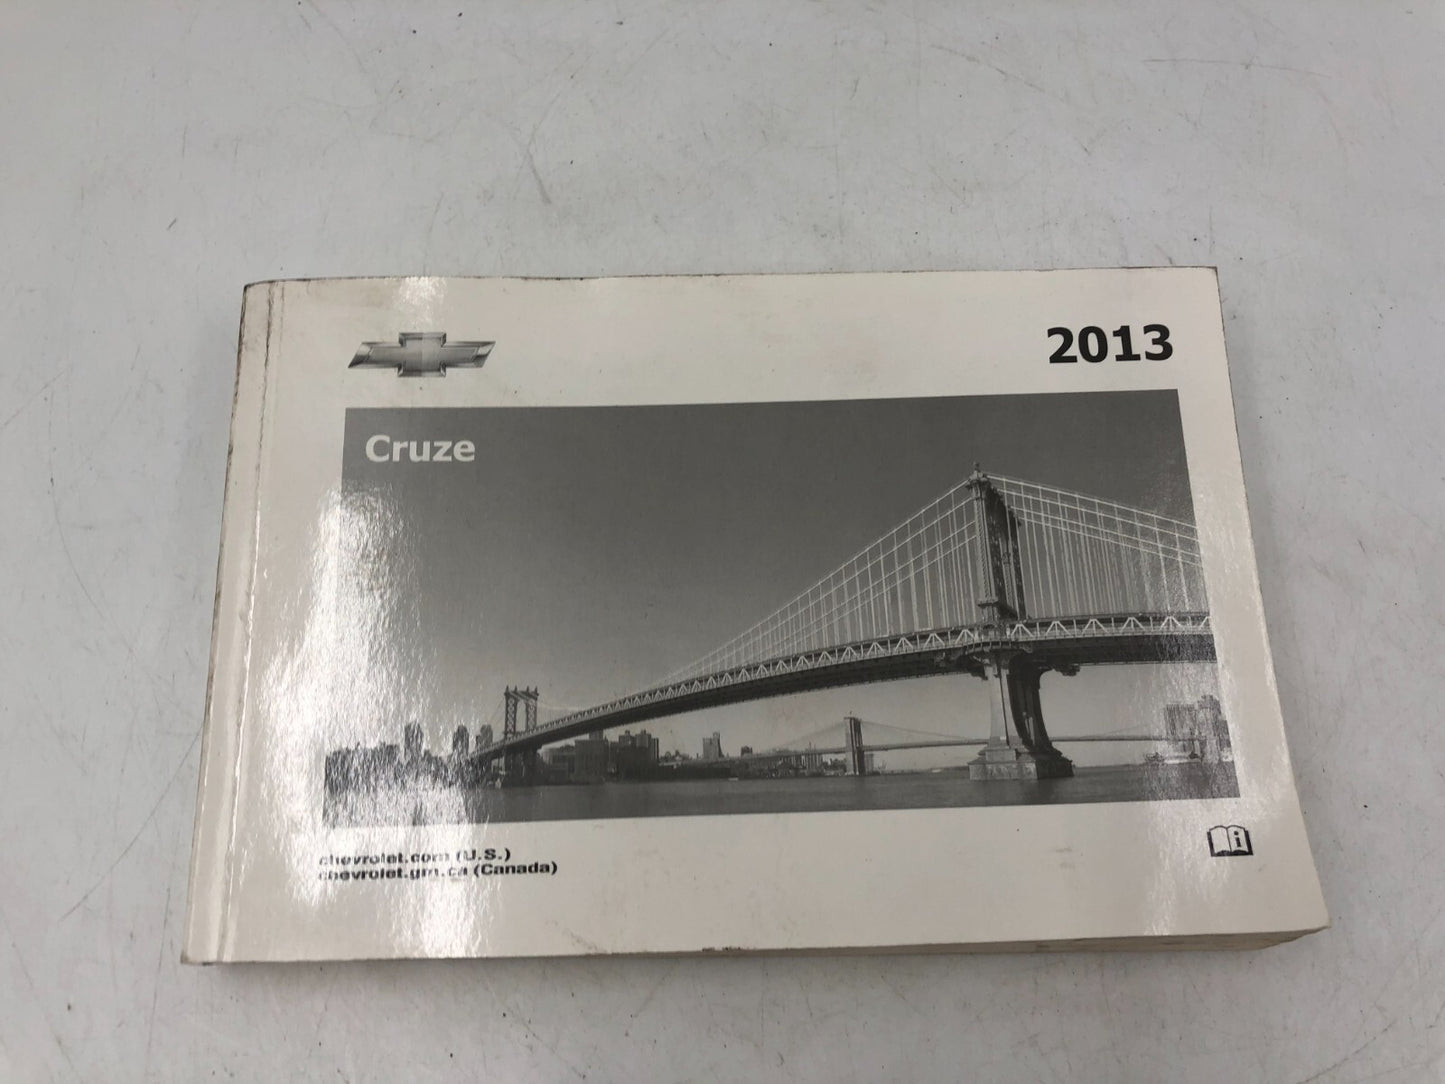 2013
Cruze
chevrolet.com (U.S.)
chevrolet.gm.ca (Canada)
i